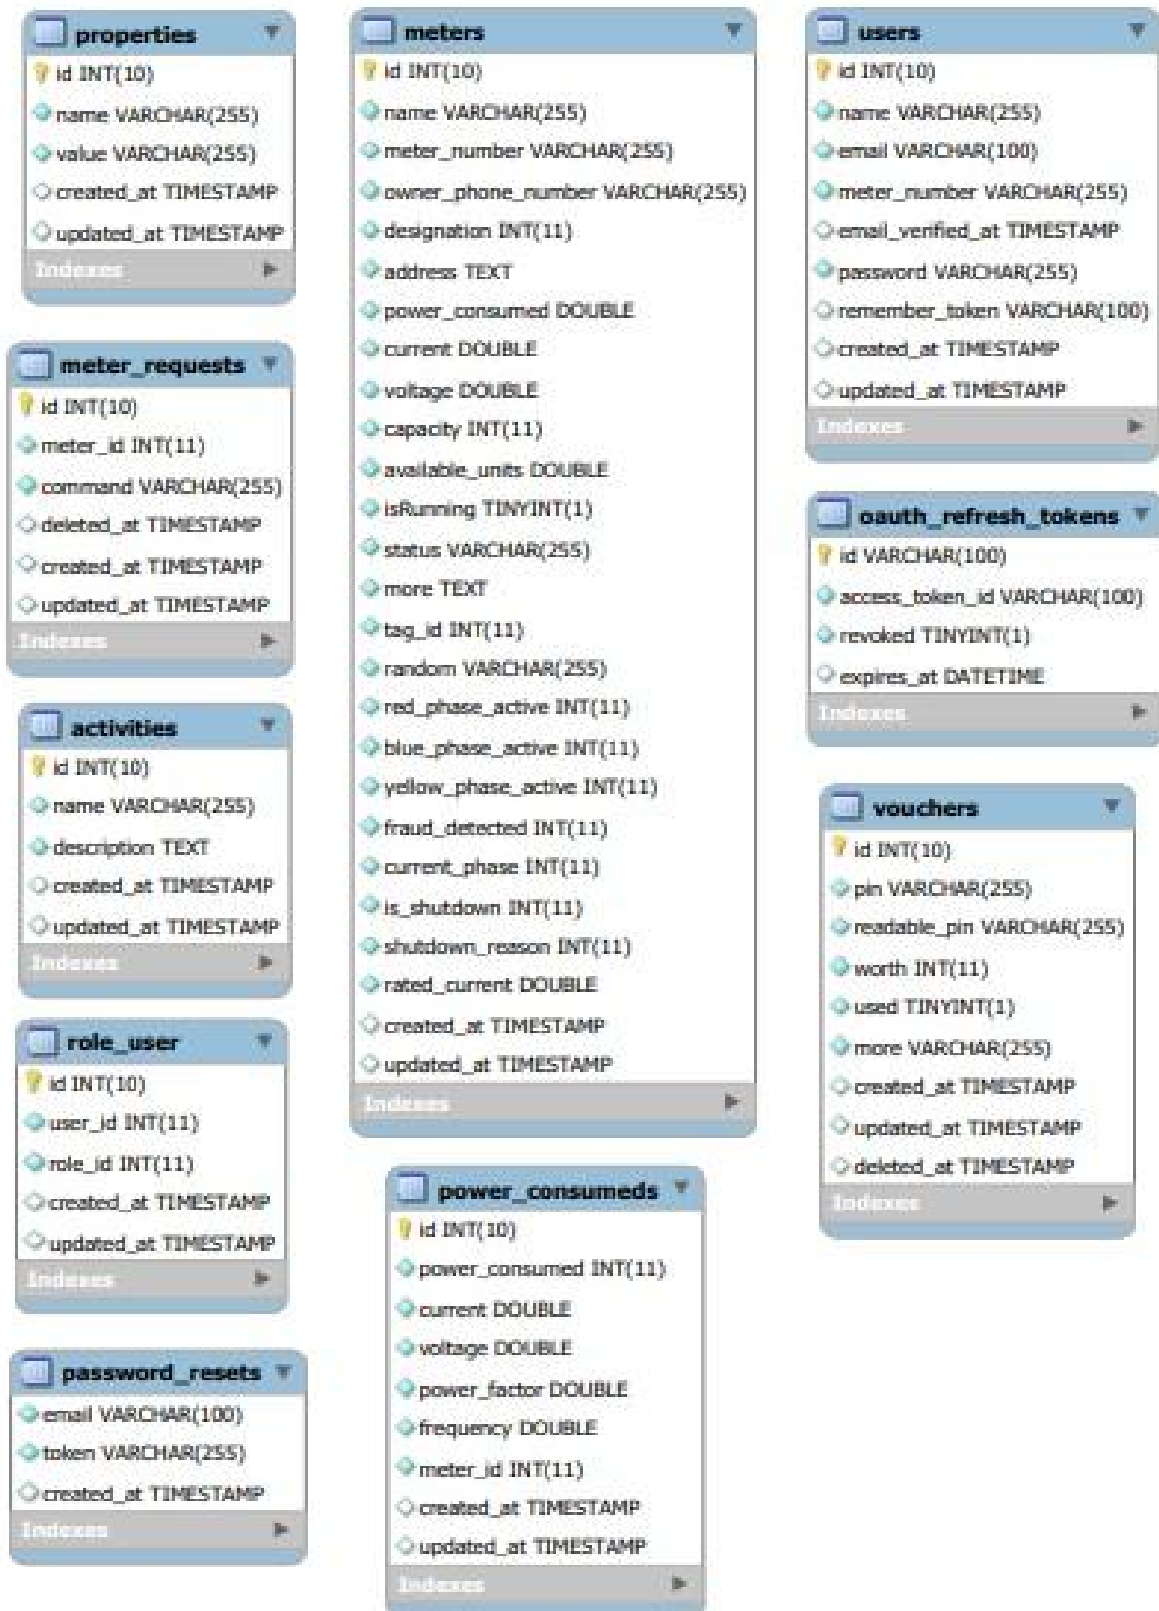 properties
id INT(10)
name VARCHAR(255)
value VARCHAR(255)
created_at TIMESTAMP
updated_at TIMESTAMP
Indexes
meter_requests
id INT(10)
meter_id INT(11)
command VARCHAR(255)
deleted_at TIMESTAMP
created_at TIMESTAMP
updated_at TIMESTAMP
Indexes
activities
id INT(10)
name VARCHAR(255)
description TEXT
created_at TIMESTAMP
updated_at TIMESTAMP
Indexes
role_user
id INT(10)
user_id INT(11)
role_id INT(11)
created_at TIMESTAMP
updated_at TIMESTAMP
Indexes
password_resets
email VARCHAR(100)
token VARCHAR(255)
created_at TIMESTAMP
Indexes
meters
id INT(10)
name VARCHAR(255)
meter_number VARCHAR(255)
owner_phone_number VARCHAR(255)
designation INT(11)
address TEXT
power_consumed DOUBLE
current DOUBLE
voltage DOUBLE
capacity INT(11)
available_units DOUBLE
isRunning TINYINT(1)
status VARCHAR(255)
more TEXT
tag_id INT(11)
random VARCHAR(255)
red_phase_active INT(11)
blue_phase_active INT(11)
yellow_phase_active INT(11)
fraud_detected INT(11)
current_phase INT(11)
is_shutdown INT(11)
shutdown_reason INT(11)
rated_current DOUBLE
created_at TIMESTAMP
updated_at TIMESTAMP
Indexes
power_consumeds
id INT(10)
power_consumed INT(11)
current DOUBLE
voltage DOUBLE
power_factor DOUBLE
frequency DOUBLE
meter_id INT(11)
created_at TIMESTAMP
updated_at TIMESTAMP
Indexes
users
id INT(10)
name VARCHAR(255)
email VARCHAR(100)
meter_number VARCHAR(255)
email_verified_at TIMESTAMP
password VARCHAR(255)
remember_token VARCHAR(100)
created_at TIMESTAMP
updated_at TIMESTAMP
Indexes
oauth_refresh_tokens
id VARCHAR(100)
access_token_id VARCHAR(100)
revoked TINYINT(1)
expires_at DATETIME
Indexes
vouchers
id INT(10)
pin VARCHAR(255)
readable_pin VARCHAR(255)
worth INT(11)
used TINYINT(1)
more VARCHAR(255)
created_at TIMESTAMP
updated_at TIMESTAMP
deleted_at TIMESTAMP
Indexes